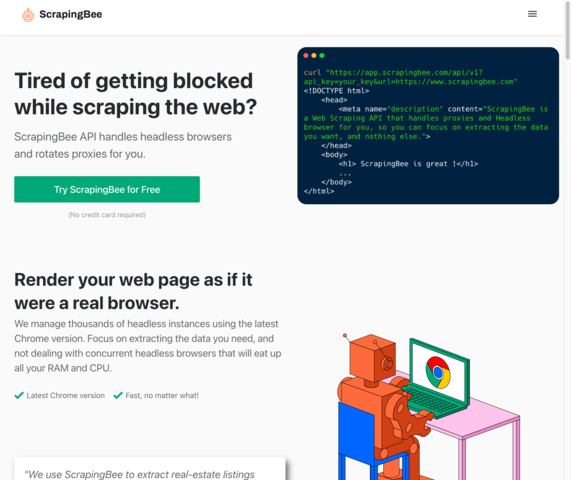 ScrapingBee
Tired of getting blocked
while scraping the web?
ScrapingBee API handles headless browsers
and rotates proxies for you.
Try ScrapingBee for Free
(No credit card required)
curl "https://app.scrapingbee.com/api/v1?
api_key=your_key&url=https://www.scrapingbee.com"
<!DOCTYPE html>
<head>
<meta name="description" content="ScrapingBee is
a Web Scraping API that handles proxies and Headless
browser for you, so you can focus on extracting the data
you want, and nothing else.">
</head>
<body>
<h1> ScrapingBee is great !</h1>
...
</body>
</html>
Render your web page as if it
were a real browser.
We manage thousands of headless instances using the latest
Chrome version. Focus on extracting the data you need, and
not dealing with concurrent headless browsers that will eat up
all your RAM and CPU.
Latest Chrome version Fast, no matter what!
"We use ScrapingBee to extract real-estate listings